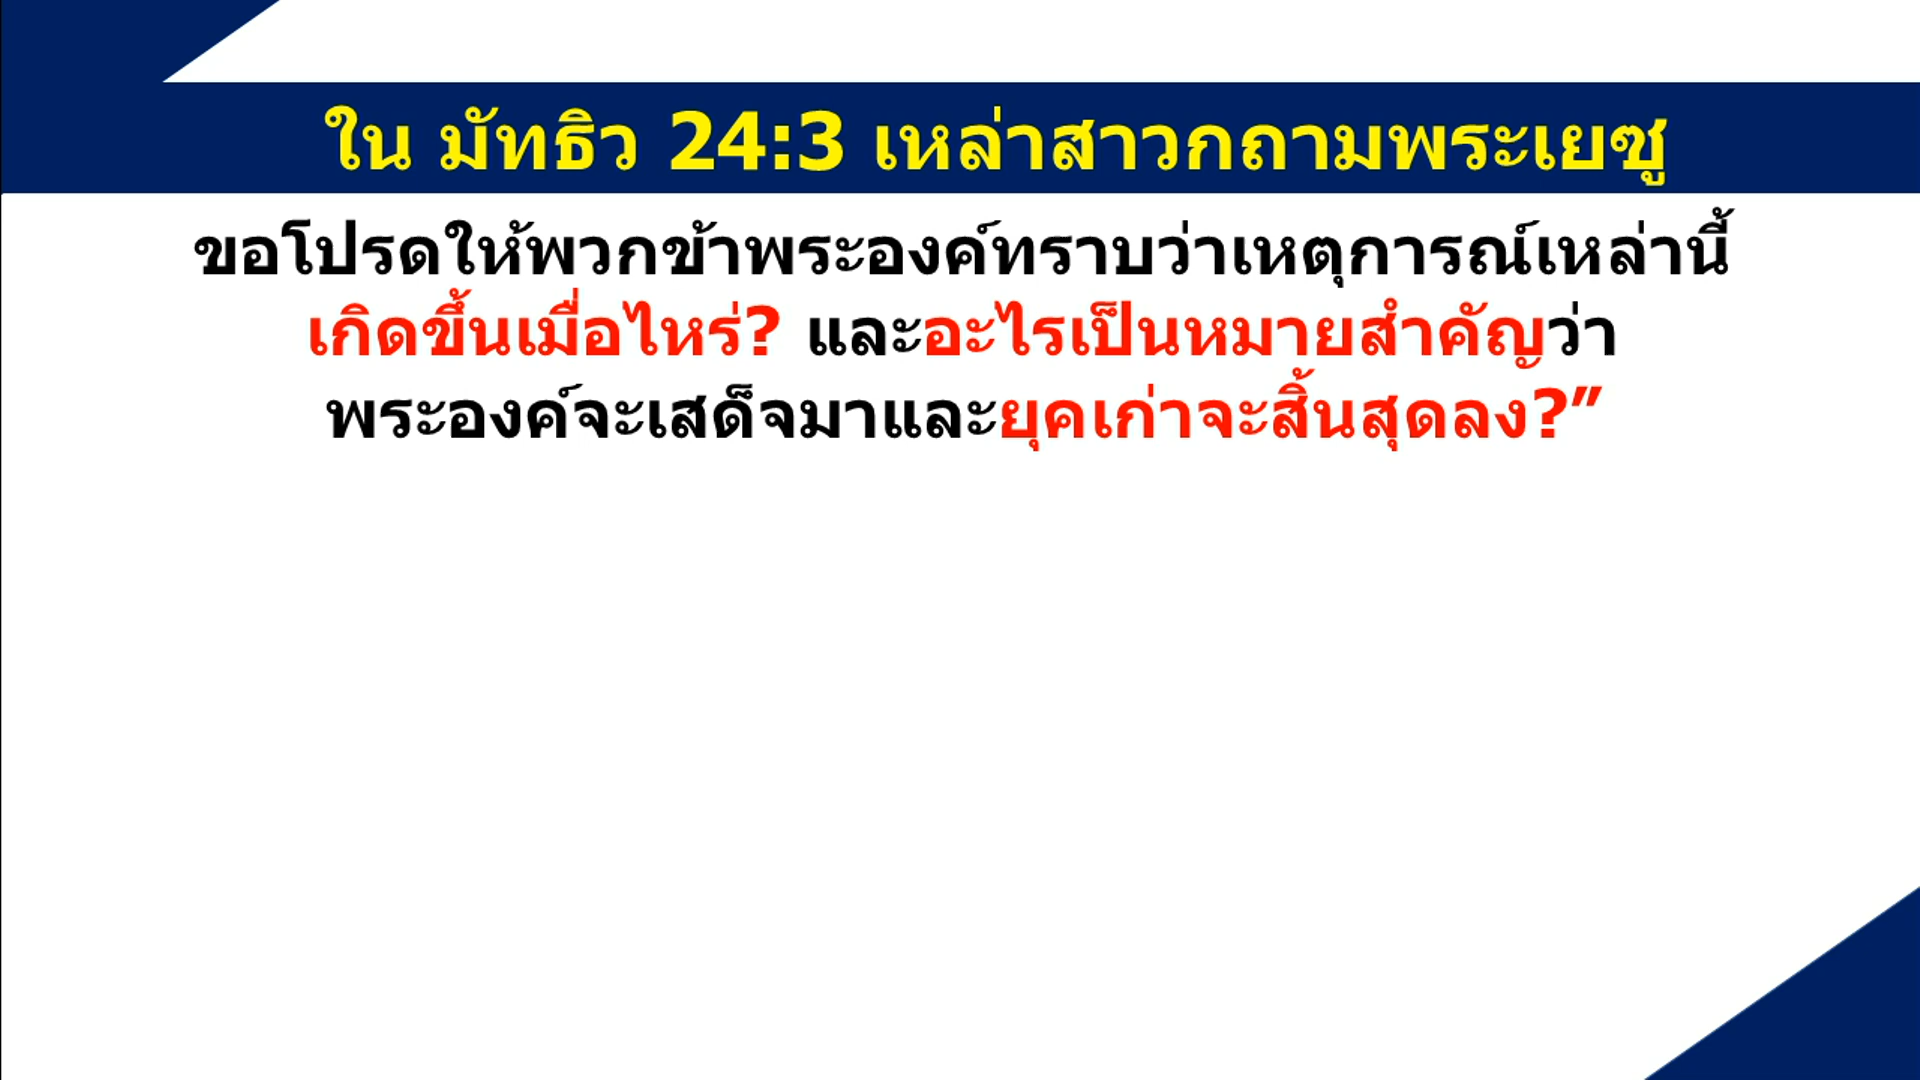 ใน มัทธิว 24:3 เหล่าสาวกถามพระเยซู
ขอโปรดให้พวกข้าพระองค์ทราบว่าเหตุการณ์เหล่านี้
เกิดขึ้นเมื่อไหร่? และอะไรเป็นหมายสำคัญว่า
พระองค์จะเสด็จมาและยุคเก่าจะสิ้นสุดลง?”